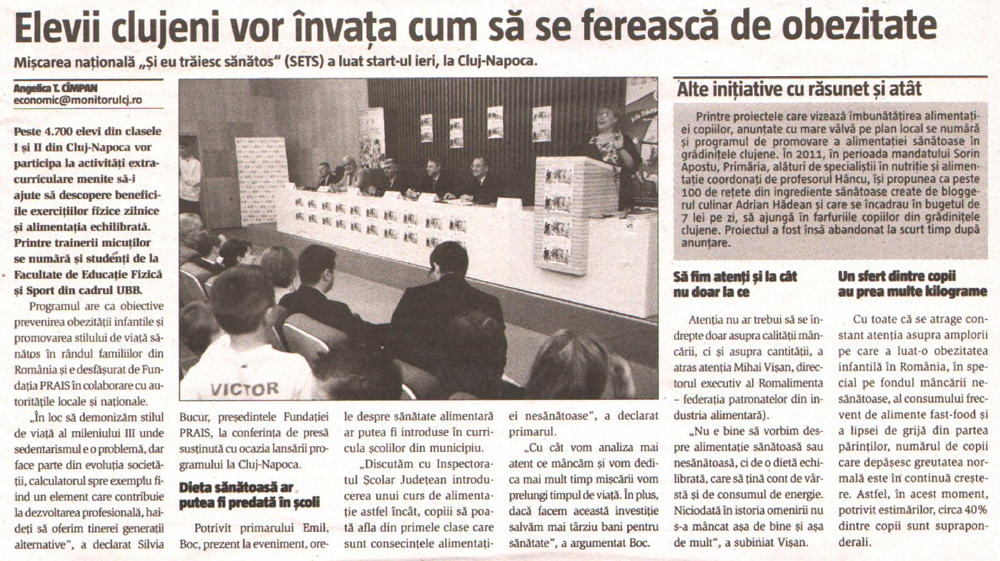 Elevii clujeni vor învața cum să se ferească de obezitate
Mișcarea națională „Și eu trăiesc sănătos“ (SETS) a luat start-ul ieri, la Cluj-Napoca.
Angelica T. CÎMPAN
economic@monitorulcj.ro
Peste 4.700 elevi din clasele
I și II din Cluj-Napoca vor
participa la activități extra-
curriculare menite să-i
ajute să descopere benefici-
ile exercițiilor fizice zilnice
și alimentația echilibrată.
Printre trainerii micuților
se numără și studenți de la
Facultate de Educație Fizică
și Sport din cadrul UBB.
Programul are ca obiective
prevenirea obezității infantile și
promovarea stilului de viață să-
nătos în rândul familiilor din
România și e desfășurat de Fun-
dația PRAIS în colaborare cu au-
toritățile locale și naționale.
„În loc să demonizăm stilul
de viață al mileniului III unde
sedentarismul e o problemă, dar
face parte din evoluția societă-
ții, calculatorul spre exemplu fi-
ind un element care contribuie
la dezvoltarea profesională, hai-
deți să oferim tinerei generații
alternative”, a declarat Silvia
VICTOR
Bucur, președintele Fundației
PRAIS, la conferința de presă
susținută cu ocazia lansării pro-
gramului la Cluj-Napoca.
Dieta sănătoasă ar
putea fi predată în școli
Potrivit primarului Emil,
Boc, prezent la eveniment, ore-
le despre sănătate alimentară
ar putea fi introduse în curri-
cula școlilor din municipiu.
„Discutăm cu Inspectora-
tul Școlar Județean introdu-
cerea unui curs de alimenta-
ție astfel încât, copiii să poa-
tă afla din primele clase care
sunt consecințele alimentați-
ei nesănătoase”, a declarat
primarul.
„Cu cât vom analiza mai
atent ce mâncăm și vom dedi-
ca mai mult timp mișcării vom
prelungi timpul de viață. În plus,
dacă facem această investiție
salvăm mai târziu bani pentru
sănătate”, a argumentat Boc.
Alte inițiative cu răsunet și atât
Printre proiectele care vizează îmbunătățirea alimentați-
ei copiilor, anunțate cu mare vâlvă pe plan local se numără
și programul de promovare a alimentației sănătoase în
grădinițele clujene. În 2011, în perioada mandatului Sorin
Apostu, Primăria, alături de specialiștii în nutriție și alimen-
tație coordonați de profesorul Hâncu, își propunea ca peste
100 de rețete din ingrediente sănătoase create de blogge-
rul culinar Adrian Hădean și care se încadrau în bugetul de
7 lei pe zi, să ajungă în farfuriile copiilor din grădinițele
clujene. Proiectul a fost însă abandonat la scurt timp după
anunțare.
Să fim atenți și la cât
nu doar la ce
Atenția nu ar trebui să se în-
drepte doar asupra calității mân-
cării, ci și asupra cantității, a
atras atenția Mihai Vișan, direc-
torul executiv al Romalimenta
– federația patronatelor din in-
dustria alimentară).
„Nu e bine să vorbim des-
pre alimentație sănătoasă sau
nesănătoasă, ci de o dietă echi-
librată, care să țină cont de vâr-
stă și de consumul de energie.
Niciodată în istoria omenirii nu
s-a mâncat așa de bine și așa
de mult”, a subiniat Vișan.
Un sfert dintre copii
au prea multe kilograme
Cu toate că se atrage con-
stant atenția asupra amplorii
pe care a luat-o obezitatea
infantilă în România, în spe-
cial pe fondul mâncării ne-
sănătoase, al consumului frec-
vent de alimente fast-food și
a lipsei de grijă din partea
părinților, numărul de copii
care depășesc greutatea nor-
mală este în continuă crește-
re. Astfel, în acest moment,
potrivit estimărilor, circa 40%
dintre copii sunt suprapon-
derali.